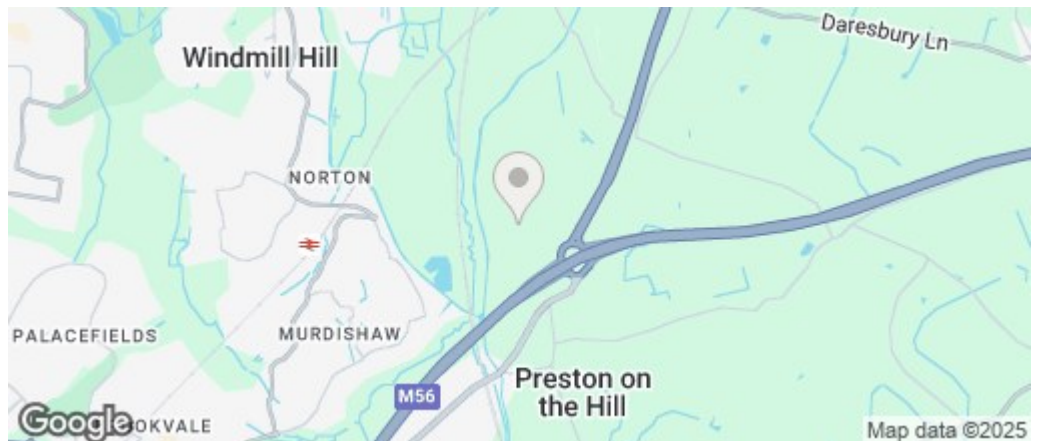 Daresbury Ln
Windmill Hill
NORTON
PALACEFIELDS
MURDISHAW
M56
Preston on
the Hill
Google
OKVALE
Map data ©2025